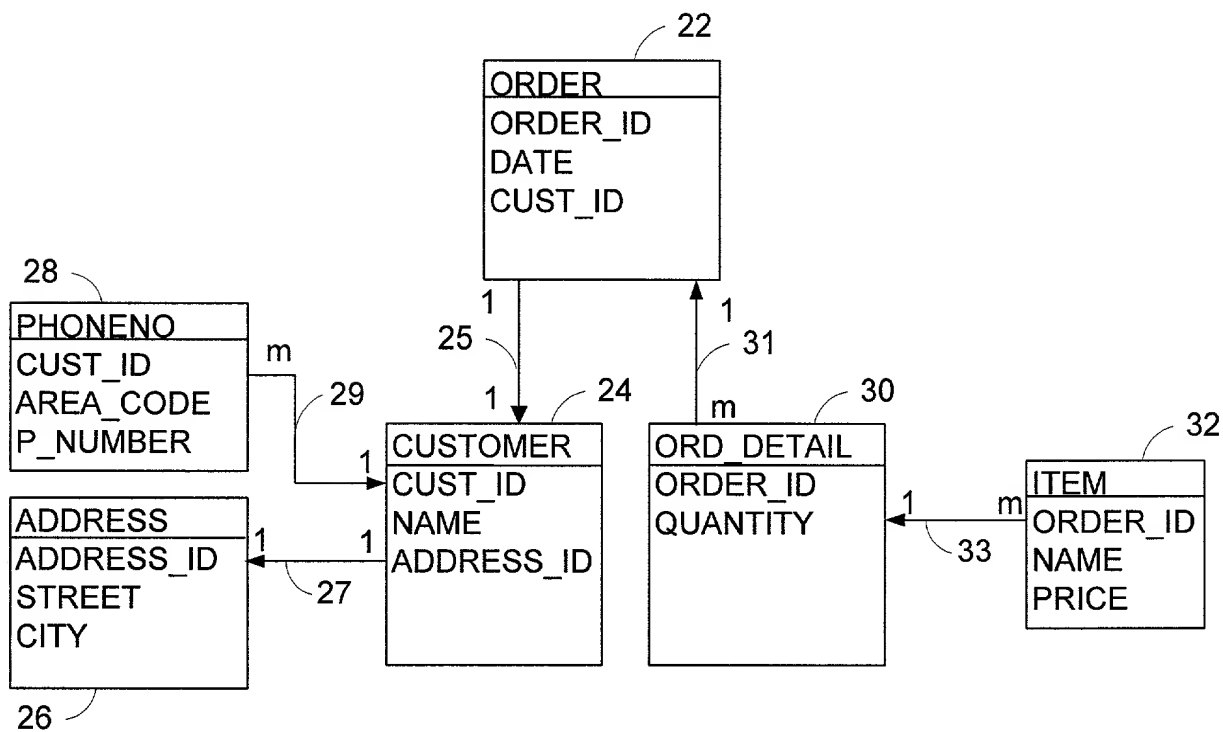 22
ORDER
ORDER_ID
DATE
CUST_ID
28
PHONENO
CUST_ID
AREA_CODE
P_NUMBER
m
29
1
1
25
1
1
31
m
24
CUSTOMER
CUST_ID
NAME
ADDRESS_ID
30
ORD_DETAIL
ORDER_ID
QUANTITY
32
ITEM
ORDER_ID
NAME
PRICE
1
m
33
ADDRESS
ADDRESS_ID
STREET
CITY
1
1
27
26